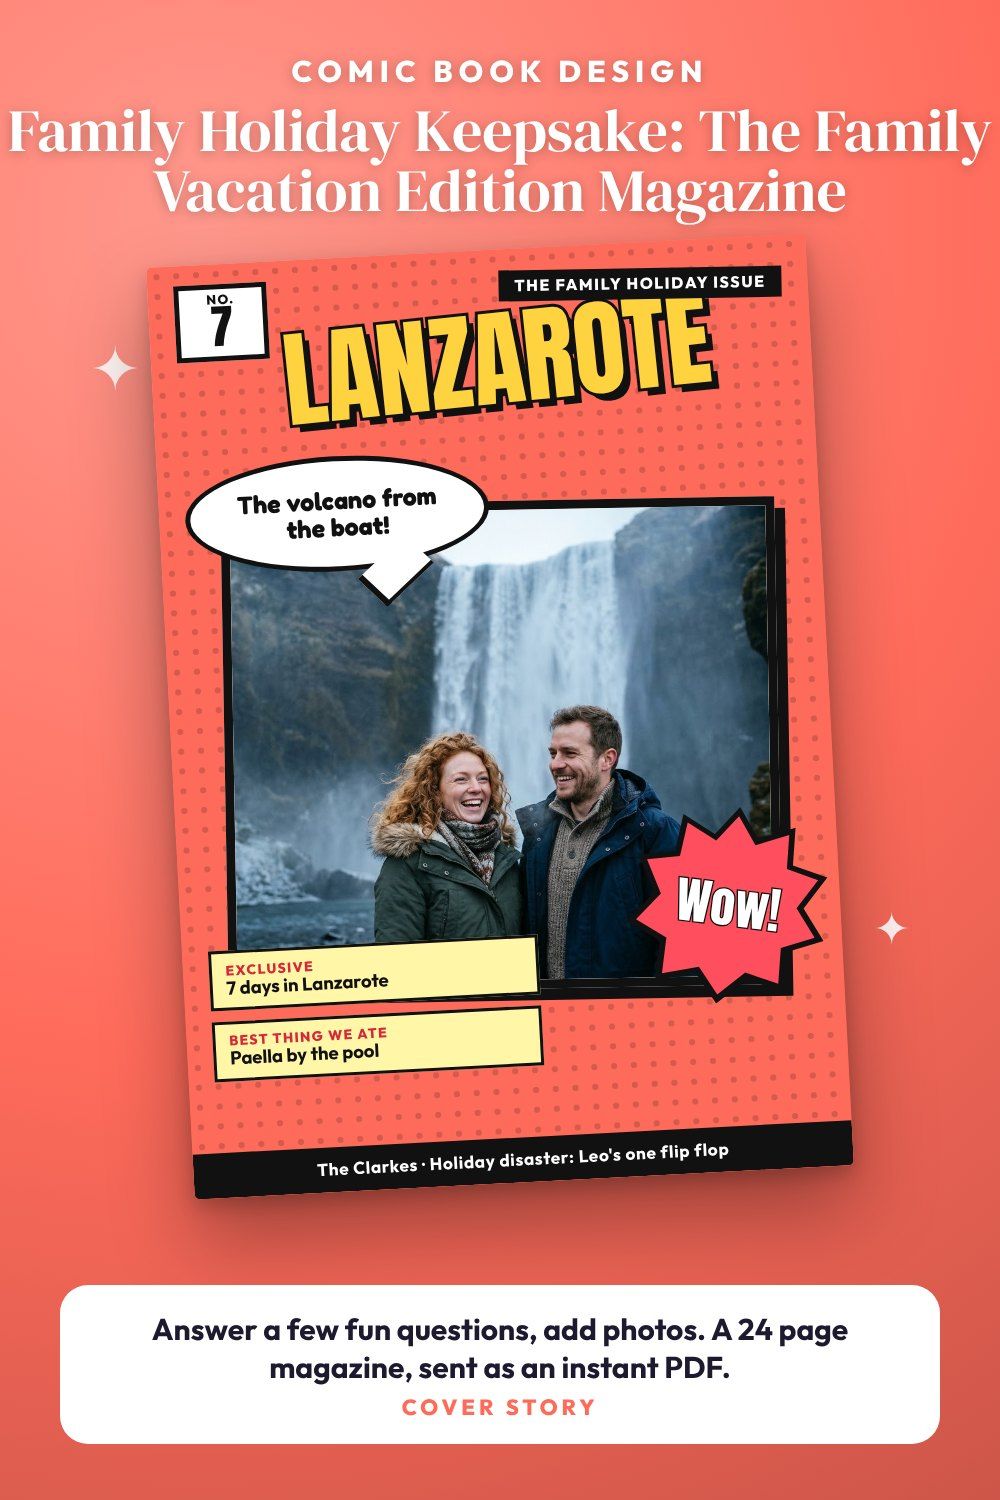 COMIC BOOK DESIGN
Family Holiday Keepsake: The Family
Vacation Edition Magazine
NO.
7
THE FAMILY HOLIDAY ISSUE
LANZAROTE
The volcano from
the boat!
Wow!
EXCLUSIVE
7 days in Lanzarote
BEST THING WE ATE
Paella by the pool
The Clarkes · Holiday disaster: Leo's one flip flop
Answer a few fun questions, add photos. A 24 page
magazine, sent as an instant PDF.
COVER STORY